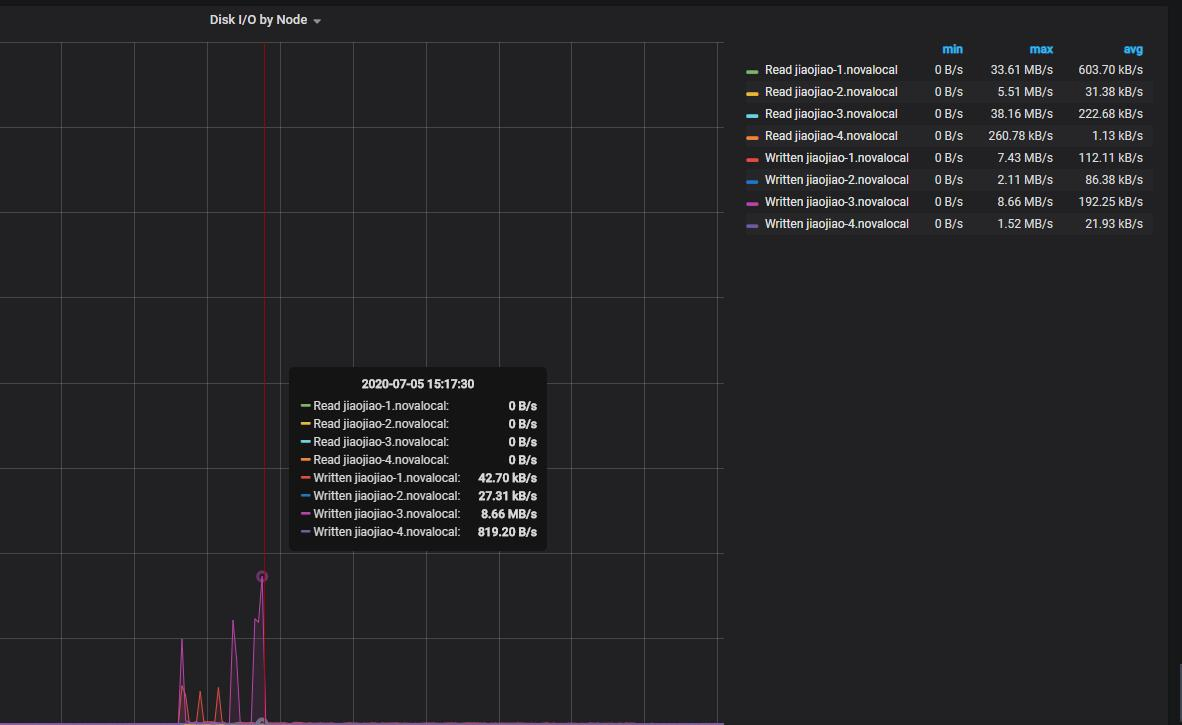 Disk I/O by Node
min max avg
Read jiaojiao-1.novalocal 0 B/s 33.61 MB/s 603.70 kB/s
Read jiaojiao-2.novalocal 0 B/s 5.51 MB/s 31.38 kB/s
Read jiaojiao-3.novalocal 0 B/s 38.16 MB/s 222.68 kB/s
Read jiaojiao-4.novalocal 0 B/s 260.78 kB/s 1.13 kB/s
Written jiaojiao-1.novalocal 0 B/s 7.43 MB/s 112.11 kB/s
Written jiaojiao-2.novalocal 0 B/s 2.11 MB/s 86.38 kB/s
Written jiaojiao-3.novalocal 0 B/s 8.66 MB/s 192.25 kB/s
Written jiaojiao-4.novalocal 0 B/s 1.52 MB/s 21.93 kB/s
2020-07-05 15:17:30
Read jiaojiao-1.novalocal: 0 B/s
Read jiaojiao-2.novalocal: 0 B/s
Read jiaojiao-3.novalocal: 0 B/s
Read jiaojiao-4.novalocal: 0 B/s
Written jiaojiao-1.novalocal: 42.70 kB/s
Written jiaojiao-2.novalocal: 27.31 kB/s
Written jiaojiao-3.novalocal: 8.66 MB/s
Written jiaojiao-4.novalocal: 819.20 B/s